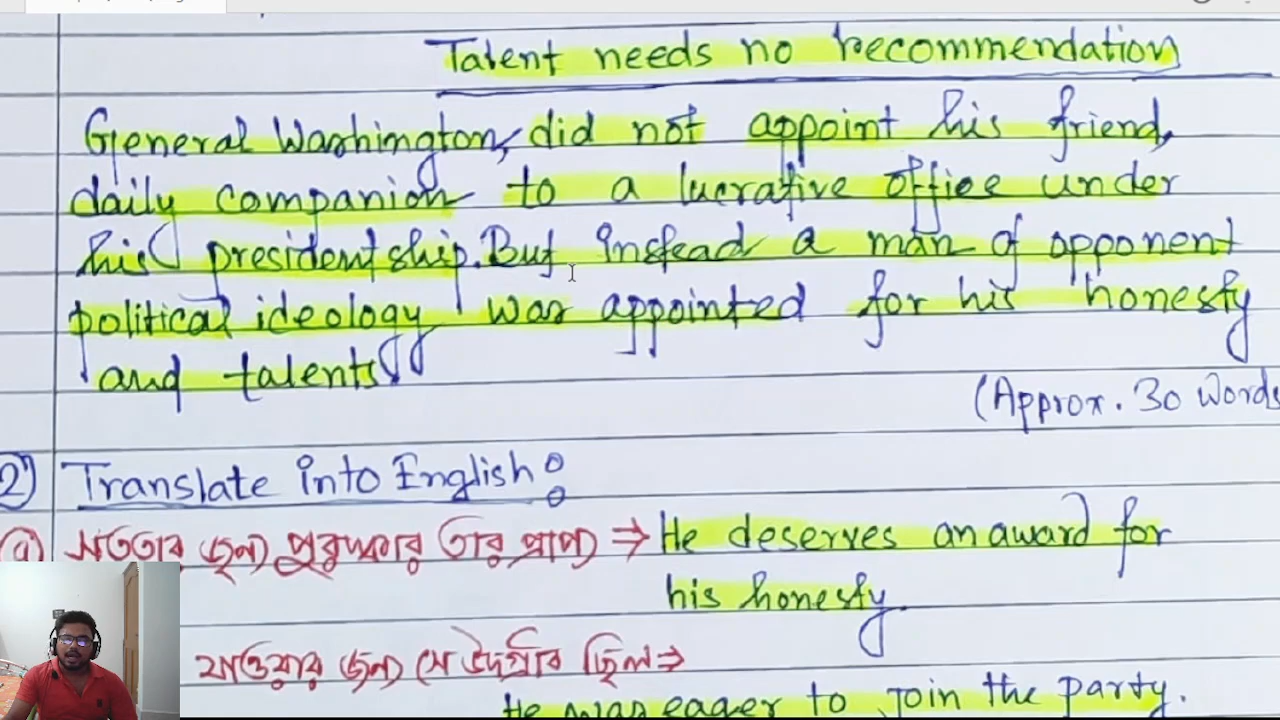 Talent needs no recommendation
General Washington, did not appoint his friend,
daily companion to a lucrative office under
his president ship. But instead a man of opponent
political ideology was appointed for his honesty
and talents
(Approx. 30 words
2) Translate into English:
a) সততার জন্য পুরস্কার তার প্রাপ্য ⇒ He deserves an award for
his honesty.
যাওয়ার জন্য সে উদগ্রীব ছিল ⇒
He was eager to join the party.